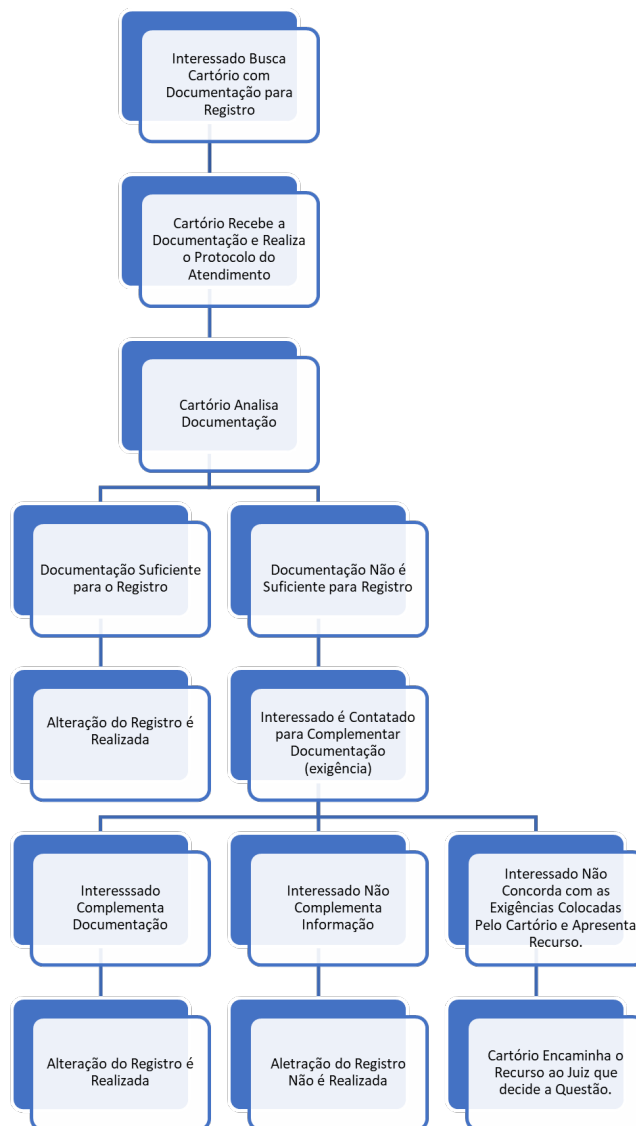 Interessado Busca
Cartório com
Documentação para
Registro
Cartório Recebe a
Documentação e Realiza
o Protocolo do
Atendimento
Cartório Analisa
Documentação
Documentação Suficiente
para o Registro
Documentação Não é
Suficiente para Registro
Alteração do Registro é
Realizada
Interessado é Contatado
para Complementar
Documentação
(exigência)
Interesssado
Complementa
Documentação
Interessado Não
Complementa
Informação
Interessado Não
Concorda com as
Exigências Colocadas
Pelo Cartório e Apresenta
Recurso.
Alteração do Registro é
Realizada
Aletração do Registro
Não é Realizada
Cartório Encaminha o
Recurso ao Juiz que
decide a Questão.